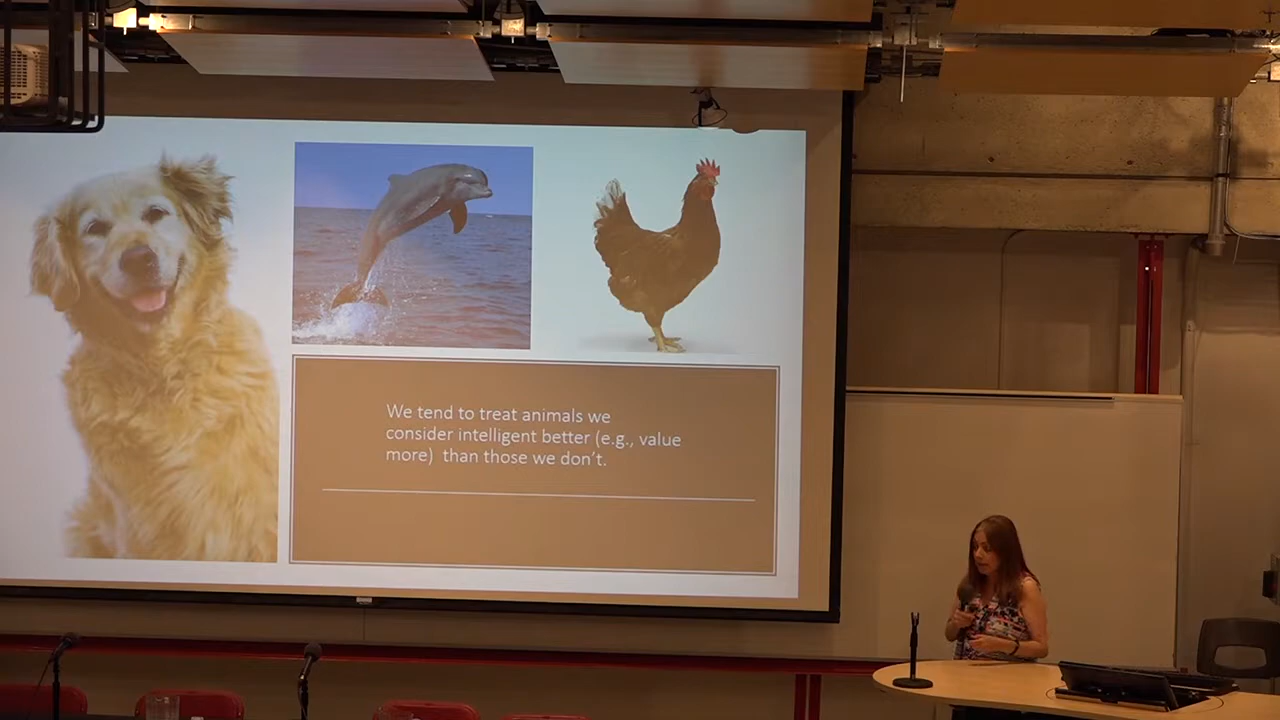 We tend to treat animals we
consider intelligent better (e.g., value
more)  than those we don't.